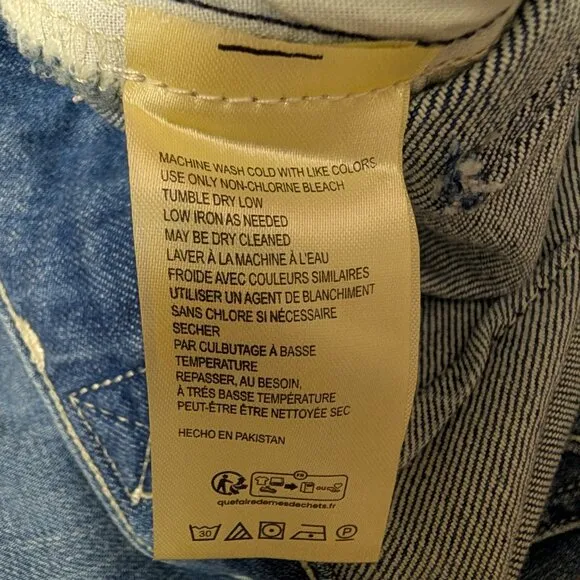 MACHINE WASH COLD WITH LIKE COLORS
USE ONLY NON-CHLORINE BLEACH
TUMBLE DRY LOW
LOW IRON AS NEEDED
MAY BE DRY CLEANED
LAVER À LA MACHINE À L'EAU
FROIDE AVEC COULEURS SIMILAIRES
UTILISER UN AGENT DE BLANCHIMENT
SANS CHLORE SI NÉCESSAIRE
SECHER
PAR CULBUTAGE À BASSE
TEMPERATURE
REPASSER, AU BESOIN,
À TRÉS BASSE TEMPÉRATURE
PEUT-ÊTRE ÊTRE NETTOYÉE SEC
HECHO EN PAKISTAN
FR
OU
quefairedemesdechets.fr
30 P